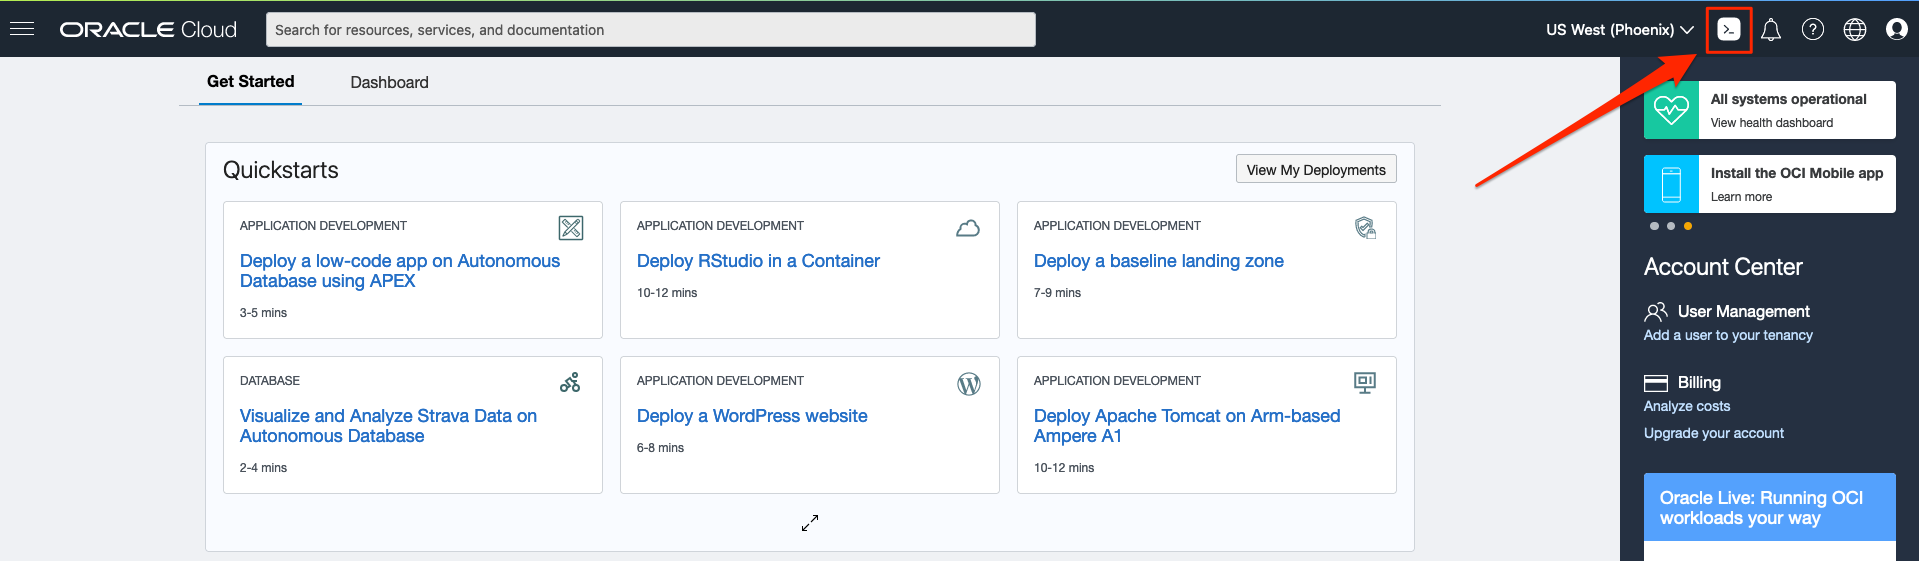 ORACLE Cloud
Search for resources, services, and documentation
US West (Phoenix)
Get Started
Dashboard
Quickstarts
View My Deployments
APPLICATION DEVELOPMENT
Deploy a low-code app on Autonomous
Database using APEX
3-5 mins
APPLICATION DEVELOPMENT
Deploy RStudio in a Container
10-12 mins
APPLICATION DEVELOPMENT
Deploy a baseline landing zone
7-9 mins
DATABASE
Visualize and Analyze Strava Data on
Autonomous Database
2-4 mins
APPLICATION DEVELOPMENT
Deploy a WordPress website
6-8 mins
APPLICATION DEVELOPMENT
Deploy Apache Tomcat on Arm-based
Ampere A1
10-12 mins
All systems operational
View health dashboard
Install the OCI Mobile app
Learn more
Account Center
User Management
Add a user to your tenancy
Billing
Analyze costs
Upgrade your account
Oracle Live: Running OCI
workloads your way